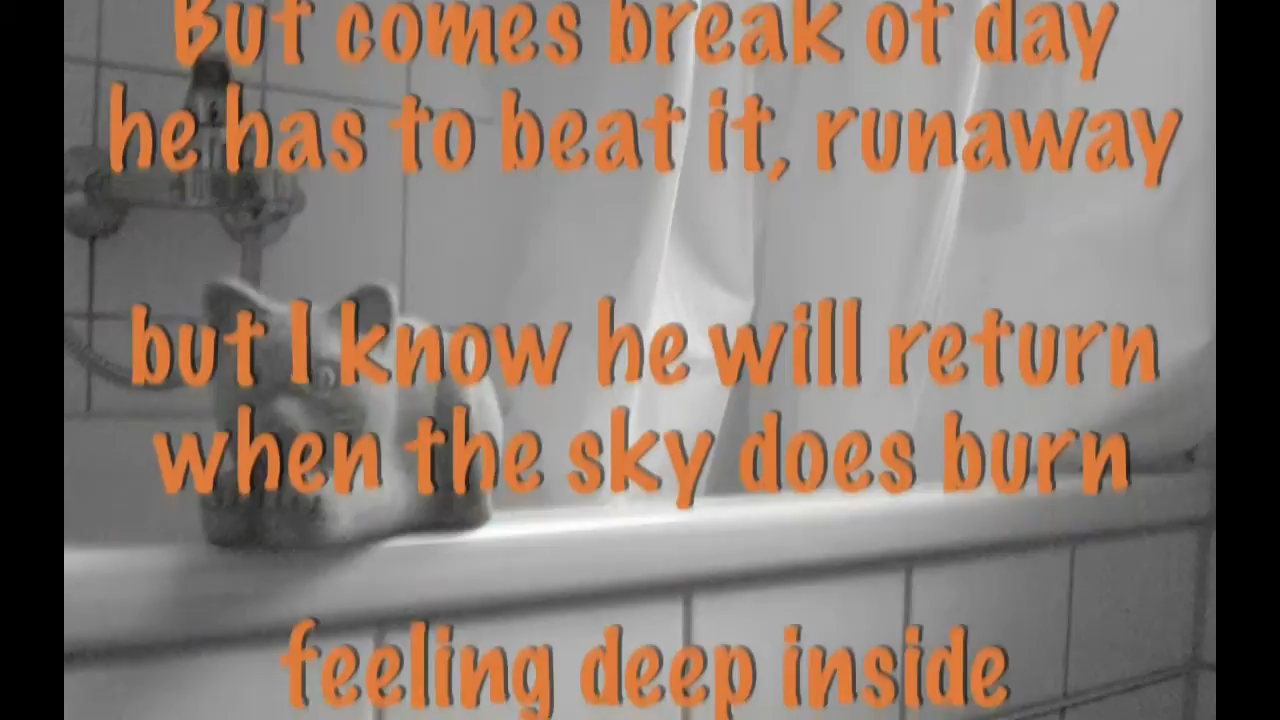 But comes break of day
he has to beat it, runaway
but I know he will return
when the sky does burn
feeling deep inside